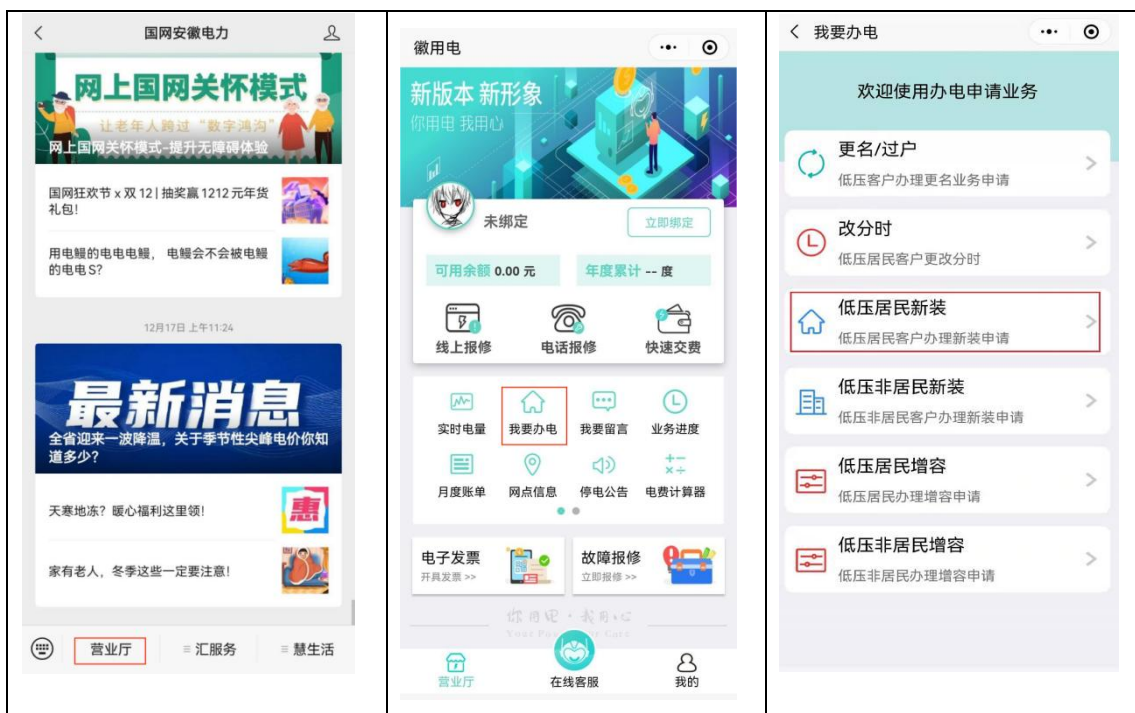 国网安徽电力
网上国网关怀模式
让老年人跨过“数字鸿沟”
网上国网关怀模式-提升无障碍体验
国网狂欢节 x 双 12 | 抽奖赢 1212 元年货
礼包!
用电鳗的电电电鳗， 电鳗会不会被电鳗
的电电 S?
12月17日 上午11:24
最新消息
全省迎来一波降温，关于季节性尖峰电价你知
道多少?
天寒地冻? 暖心福利这里领!
惠
家有老人，冬季这些一定要注意!
营业厅
汇服务
慧生活
徽用电
新版本 新形象
你用电 我用心
未绑定
立即绑定
可用余额 0.00 元
年度累计 -- 度
线上报修
电话报修
快速交费
实时电量
我要办电
我要留言
业务进度
月度账单
网点信息
停电公告
电费计算器
电子发票
开具发票 >>
故障报修
立即报修 >>
你用电·我用心
营业厅
在线客服
我的
我要办电
欢迎使用办电申请业务
更名/过户
低压客户办理更名业务申请
改分时
低压居民客户更改分时
低压居民新装
低压居民客户办理新装申请
低压非居民新装
低压非居民客户办理新装申请
低压居民增容
低压居民办理增容申请
低压非居民增容
低压非居民办理增容申请